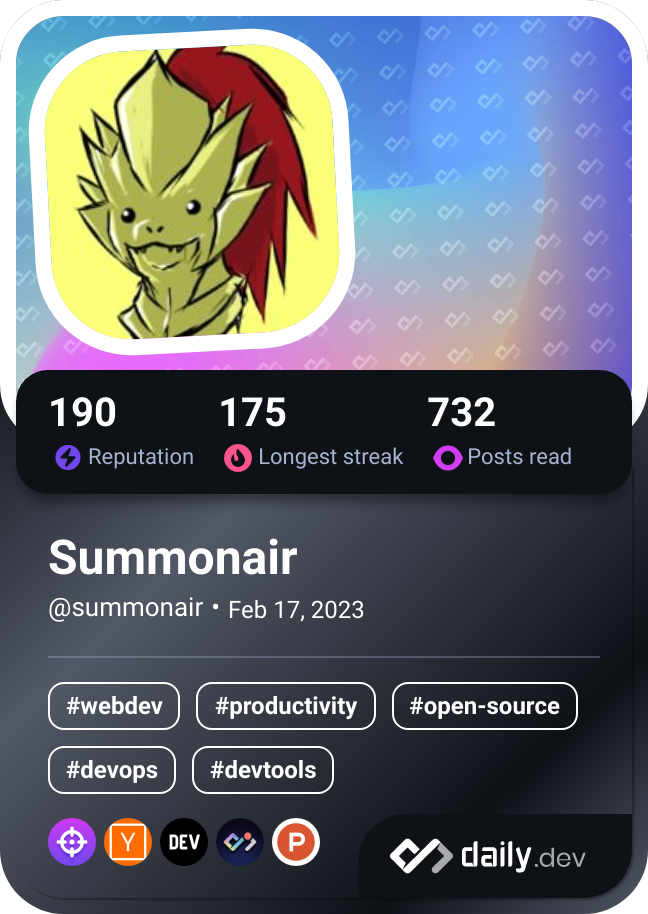 190 175 732
Reputation Longest streak Posts read
Summonair
@summonair • Feb 17, 2023
#webdev #productivity #open-source
#devops #devtools
Y DEV P
daily.dev